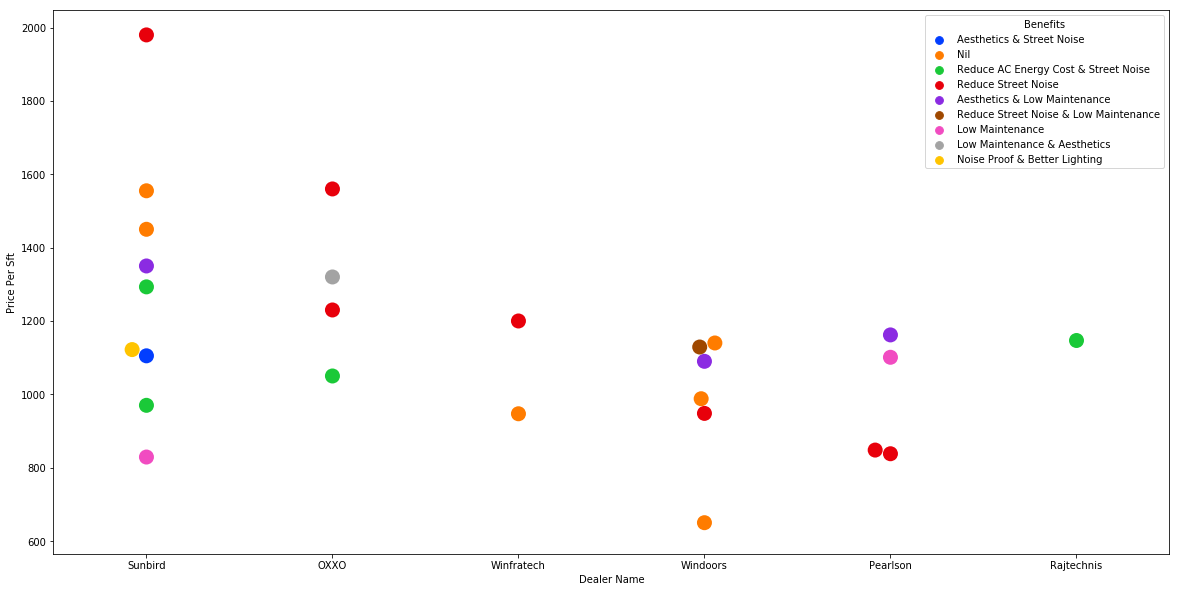 2000
1800
1600
1400
1200
1000
800
600
Price Per Sft
Sunbird
OXXO
Winfratech
Windoors
Pearlson
Rajtechnis
Dealer Name
Benefits
Aesthetics & Street Noise
Nil
Reduce AC Energy Cost & Street Noise
Reduce Street Noise
Aesthetics & Low Maintenance
Reduce Street Noise & Low Maintenance
Low Maintenance
Low Maintenance & Aesthetics
Noise Proof & Better Lighting